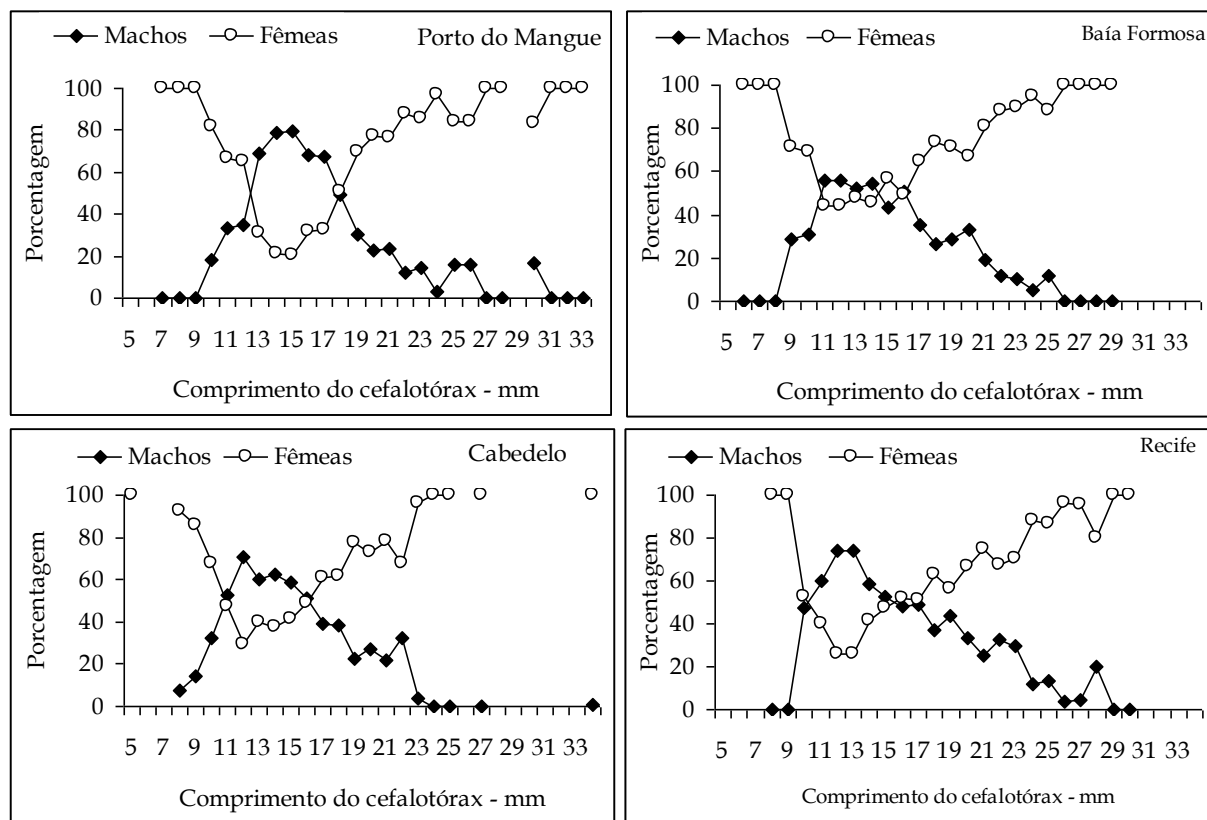 Machos Fêmeas Porto do Mangue
Porcentagem
100
80
60
40
20
0
5 7 9 11 13 15 17 19 21 23 25 27 29 31 33
Comprimento do cefalotórax - mm
Machos Fêmeas Baía Formosa
Porcentagem
100
80
60
40
20
0
5 7 9 11 13 15 17 19 21 23 25 27 29 31 33
Comprimento do cefalotórax - mm
Machos Fêmeas Cabedelo
Porcentagem
100
80
60
40
20
0
5 7 9 11 13 15 17 19 21 23 25 27 29 31 33
Comprimento do cefalotórax - mm
Machos Fêmeas Recife
Porcentagem
100
80
60
40
20
0
5 7 9 11 13 15 17 19 21 23 25 27 29 31 33
Comprimento do cefalotórax - mm